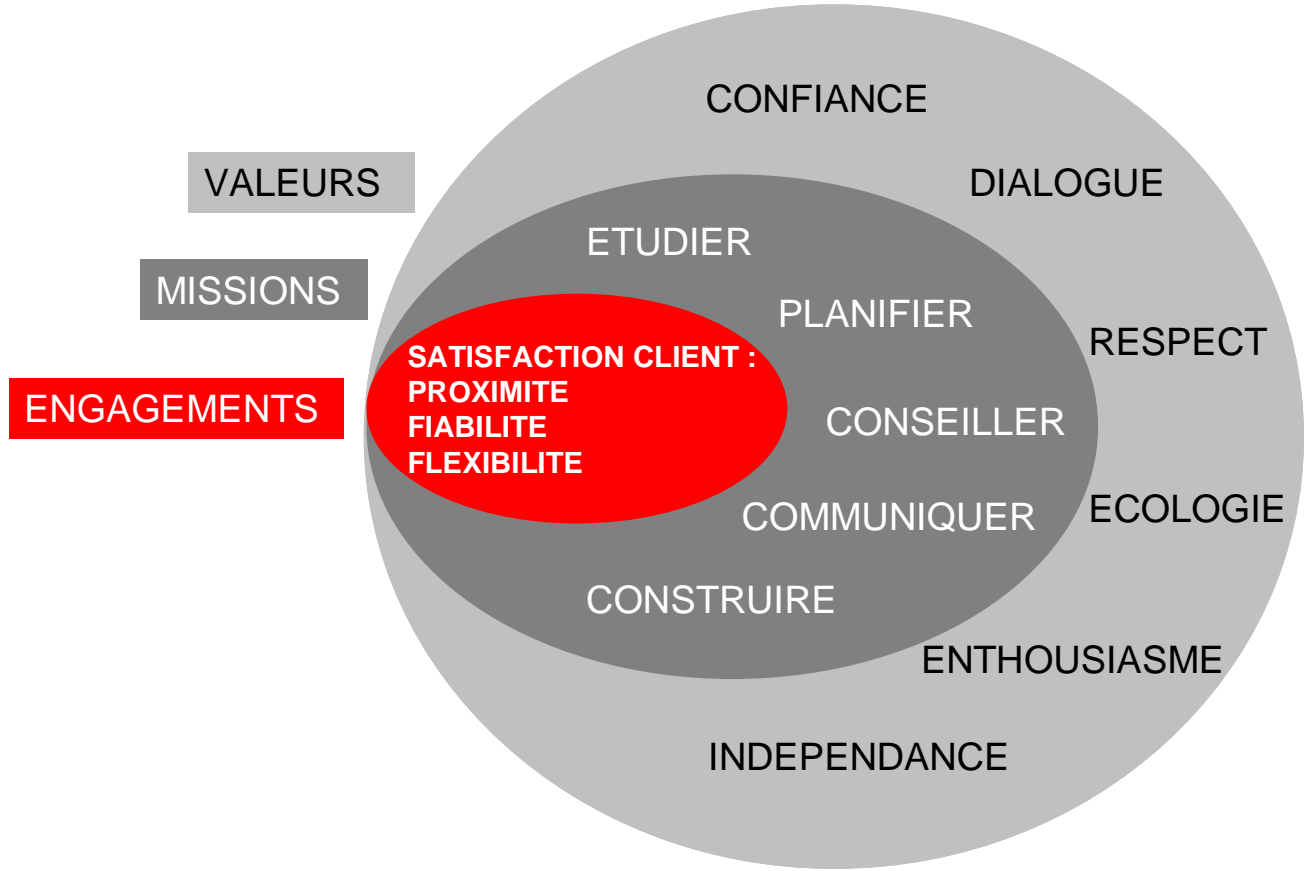 CONFIANCE
VALEURS
DIALOGUE
ETUDIER
MISSIONS
PLANIFIER
RESPECT
SATISFACTION CLIENT :
PROXIMITE
FIABILITE
FLEXIBILITE
ENGAGEMENTS
CONSEILLER
COMMUNIQUER
ECOLOGIE
CONSTRUIRE
ENTHOUSIASME
INDEPENDANCE